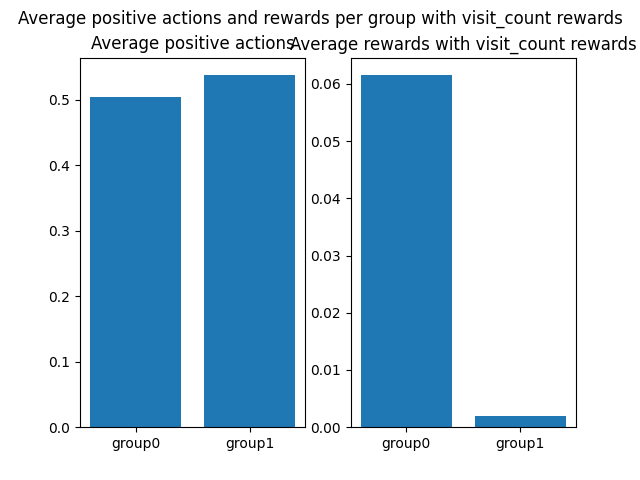 Average positive actions and rewards per group with visit_count rewards
Average positive actions
Average rewards with visit_count rewards
0.5
0.4
0.3
0.2
0.1
0.0
group0 group1
0.06
0.05
0.04
0.03
0.02
0.01
0.00
group0 group1